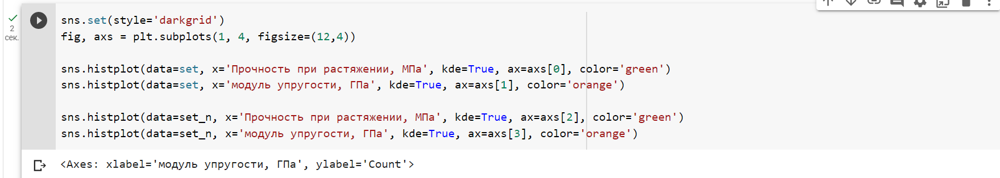 sns.set(style='darkgrid')
2
сек.
fig, axs = plt.subplots(1, 4, figsize=(12,4))
sns.histplot(data=set, x='Прочность при растяжении, МПа', kde=True, ax=axs[0], color='green')
sns.histplot(data=set, x='модуль упругости, ГПа', kde=True, ax=axs[1], color='orange')
sns.histplot(data=set_n, x='Прочность при растяжении, МПа', kde=True, ax=axs[2], color='green')
sns.histplot(data=set_n, x='модуль упругости, ГПа', kde=True, ax=axs[3], color='orange')
<Axes: xlabel='модуль упругости, ГПа', ylabel='Count'>